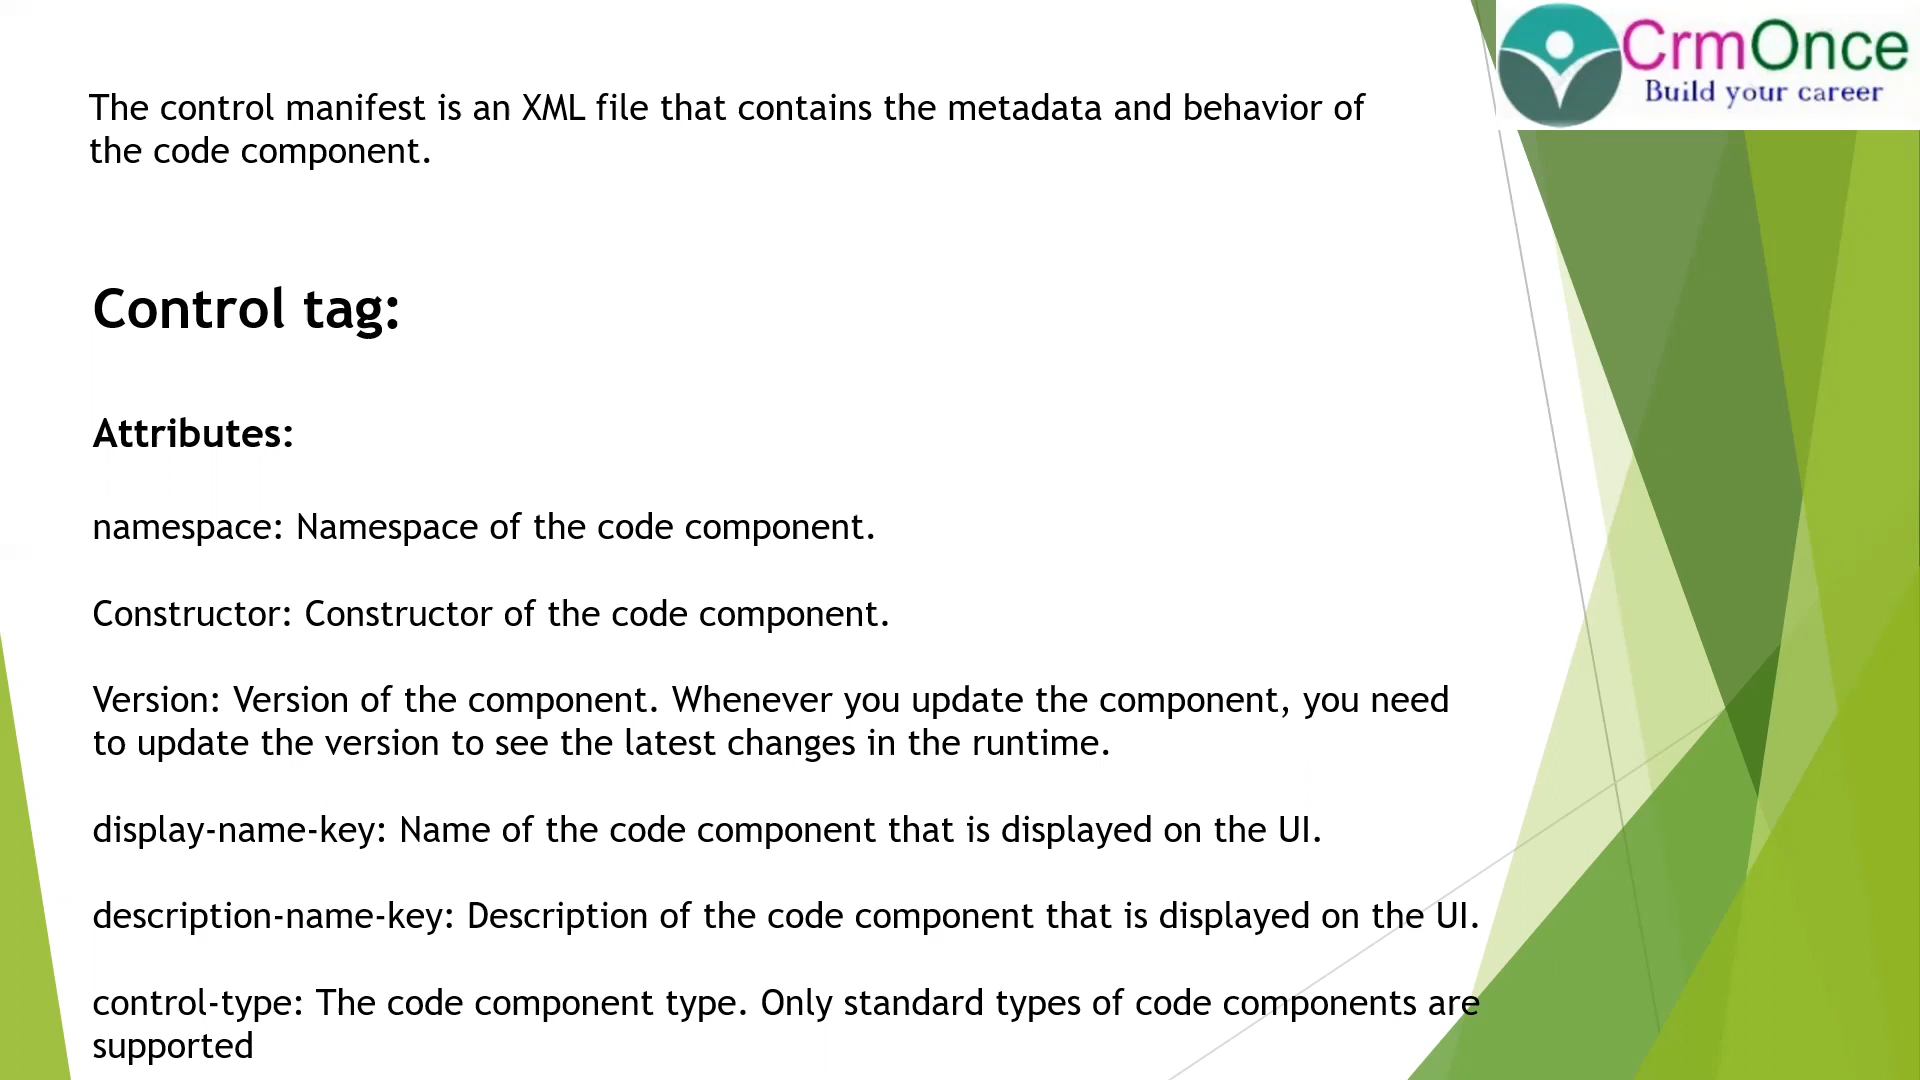 CrmOnce
Build your career
The control manifest is an XML file that contains the metadata and behavior of
the code component.
Control tag:
Attributes:
namespace: Namespace of the code component.
Constructor: Constructor of the code component.
Version: Version of the component. Whenever you update the component, you need
to update the version to see the latest changes in the runtime.
display-name-key: Name of the code component that is displayed on the UI.
description-name-key: Description of the code component that is displayed on the UI.
control-type: The code component type. Only standard types of code components are
supported